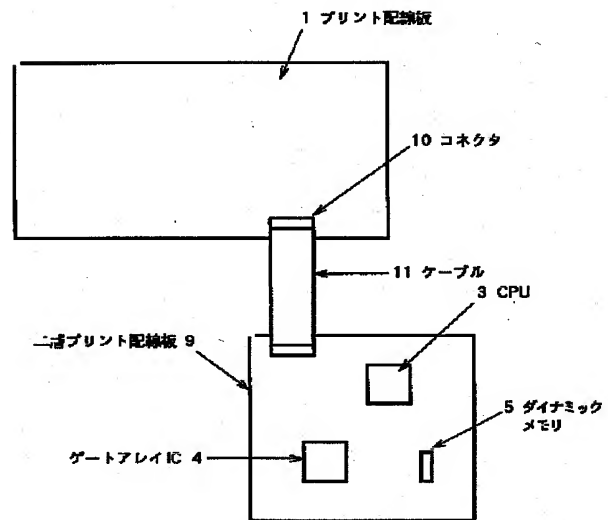 1 プリント配線板
10 コネクタ
11 ケーブル
3 CPU
二層プリント配線板 9
5 ダイナミック
メモリ
ゲートアレイIC 4